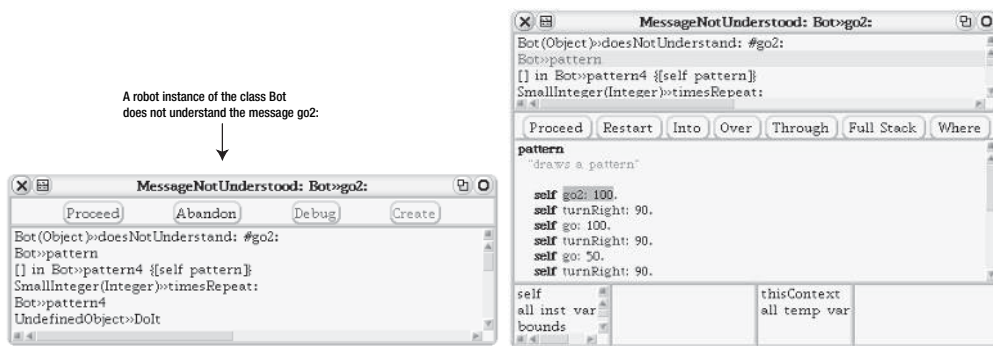 A robot instance of the class Bot
does not understand the message go2:
MessageNotUnderstood: Bot»go2:
Proceed Abandon Debug Create
Bot(Object)»doesNotUnderstand: #go2:
Bot»pattern
[] in Bot»pattern4 {[self pattern]}
SmallInteger(Integer)»timesRepeat:
Bot»pattern4
UndefinedObject»DoIt
MessageNotUnderstood: Bot»go2:
Bot(Object)»doesNotUnderstand: #go2:
Bot»pattern
[] in Bot»pattern4 {[self pattern]}
SmallInteger(Integer)»timesRepeat:
Proceed Restart Into Over Through Full Stack Where
pattern
"draws a pattern"
self go2: 100.
self turnRight: 90.
self go: 100.
self turnRight: 90.
self go: 50.
self turnRight: 90.
self
all inst var
bounds
thisContext
all temp var